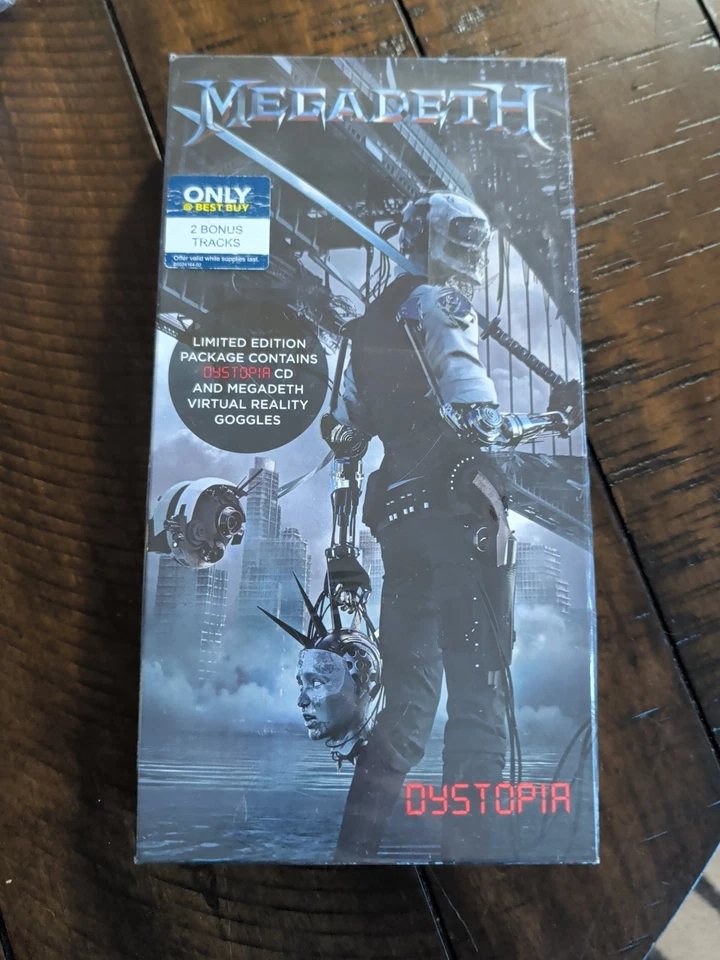 MEGADETH
ONLY
@ BEST BUY
2 BONUS
TRACKS
Offer valid while supplies last.
LIMITED EDITION
PACKAGE CONTAINS
DYSTOPIA CD
AND MEGADETH
VIRTUAL REALITY
GOGGLES
DYSTOPIA